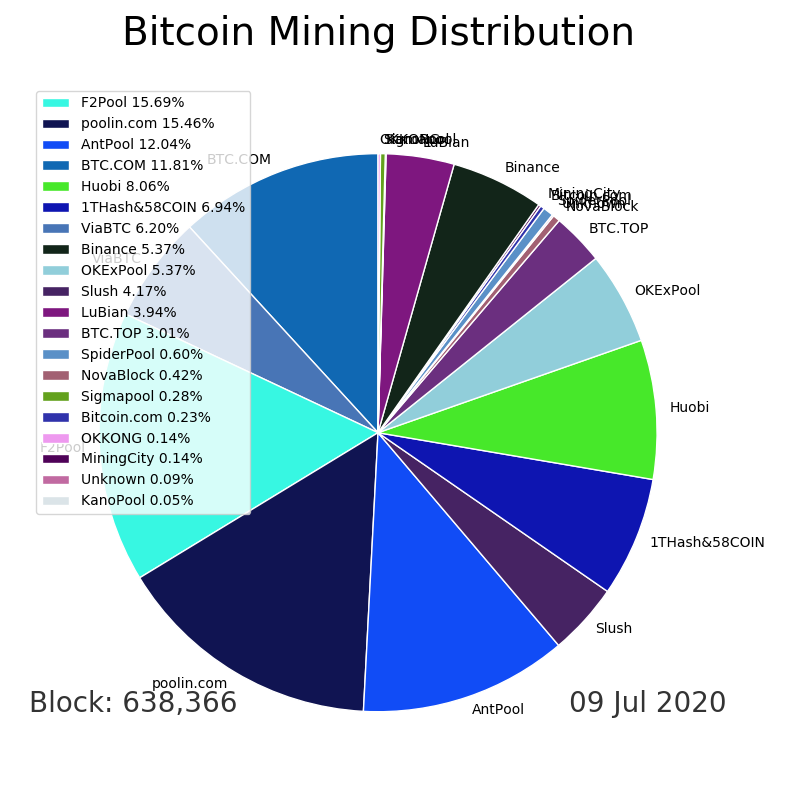 Bitcoin Mining Distribution
F2Pool 15.69%
poolin.com 15.46%
AntPool 12.04%
BTC.COM 11.81%
Huobi 8.06%
1THash&58COIN 6.94%
ViaBTC 6.20%
Binance 5.37%
OKExPool 5.37%
Slush 4.17%
LuBian 3.94%
BTC.TOP 3.01%
SpiderPool 0.60%
NovaBlock 0.42%
Sigmapool 0.28%
Bitcoin.com 0.23%
OKKONG 0.14%
MiningCity 0.14%
Unknown 0.09%
KanoPool 0.05%
BTC.COM
ViaBTC
F2Pool
poolin.com
AntPool
Slush
1THash&58COIN
Huobi
OKExPool
BTC.TOP
NovaBlock
Bitcoin.com
MiningCity
Binance
LuBian
Block: 638,366
09 Jul 2020